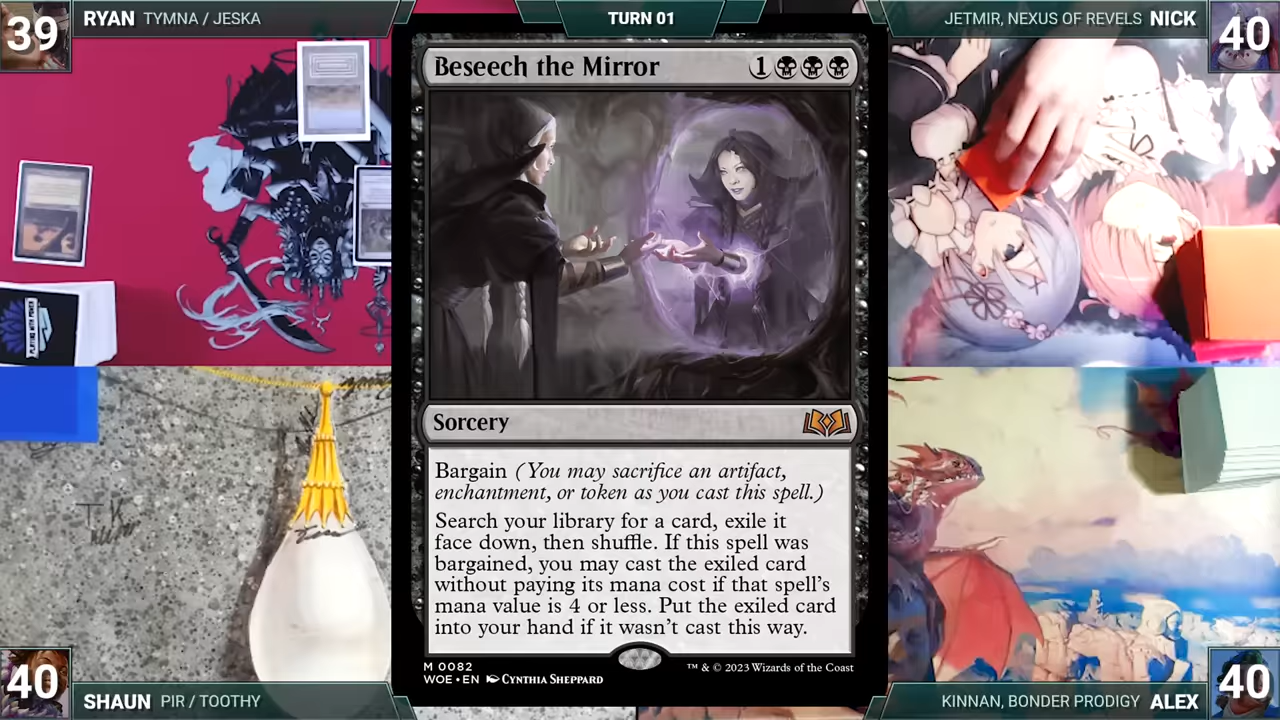 39
RYAN TYMNA / JESKA
TURN 01
JETMIR, NEXUS OF REVELS NICK
40
Beseech the Mirror 1
Sorcery
Bargain (You may sacrifice an artifact,
enchantment, or token as you cast this spell.)
Search your library for a card, exile it
face down, then shuffle. If this spell was
bargained, you may cast the exiled card
without paying its mana cost if that spell's
mana value is 4 or less. Put the exiled card
into your hand if it wasn't cast this way.
M 0082
WOE • EN CYNTHIA SHEPPARD
™ & © 2023 Wizards of the Coast
PLAYING WITH POWER
40
SHAUN PIR / TOOTHY
KINNAN, BONDER PRODIGY ALEX
40